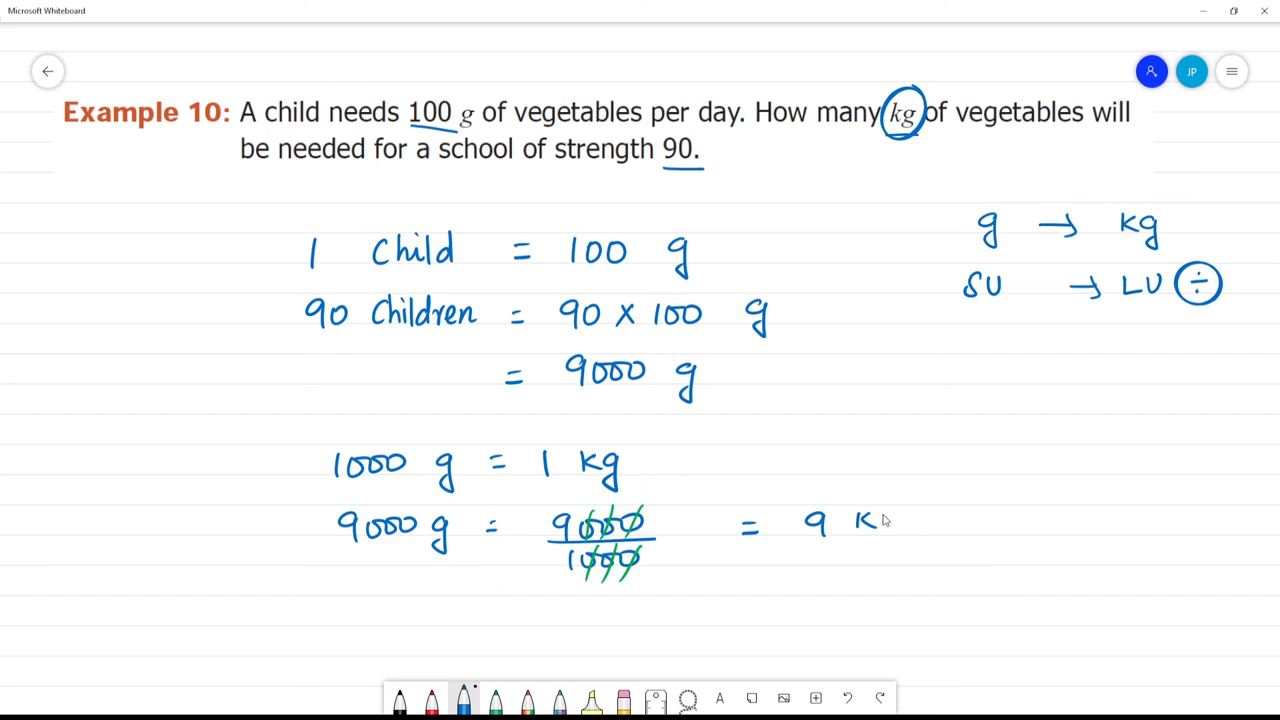 Microsoft Whiteboard
JP
Example 10: A child needs 100 g of vegetables per day. How many kg of vegetables will
be needed for a school of strength 90.
g → kg
SU → LU ÷
1 Child = 100 g
90 Children = 90 × 100 g
= 9000 g
1000 g = 1 kg
9000 g = 9000/1000 = 9 K
A